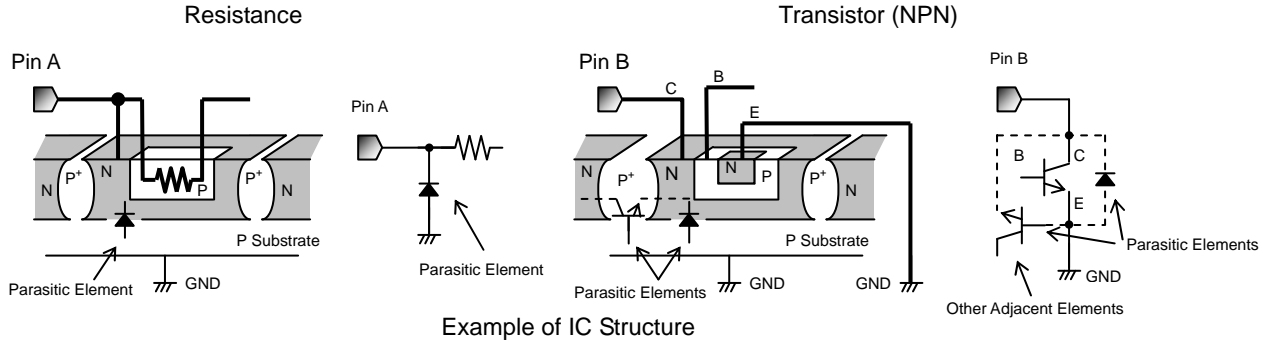 Resistance
Transistor (NPN)
Pin A
Pin A
N
P+
N
P
P+
N
P Substrate
Parasitic Element
GND
Parasitic Element
Pin B
C
B
E
N
P+
N
N
P
P+
N
P Substrate
Parasitic Elements
GND
GND
Pin B
B
C
E
Parasitic Elements
GND
Other Adjacent Elements
Example of IC Structure